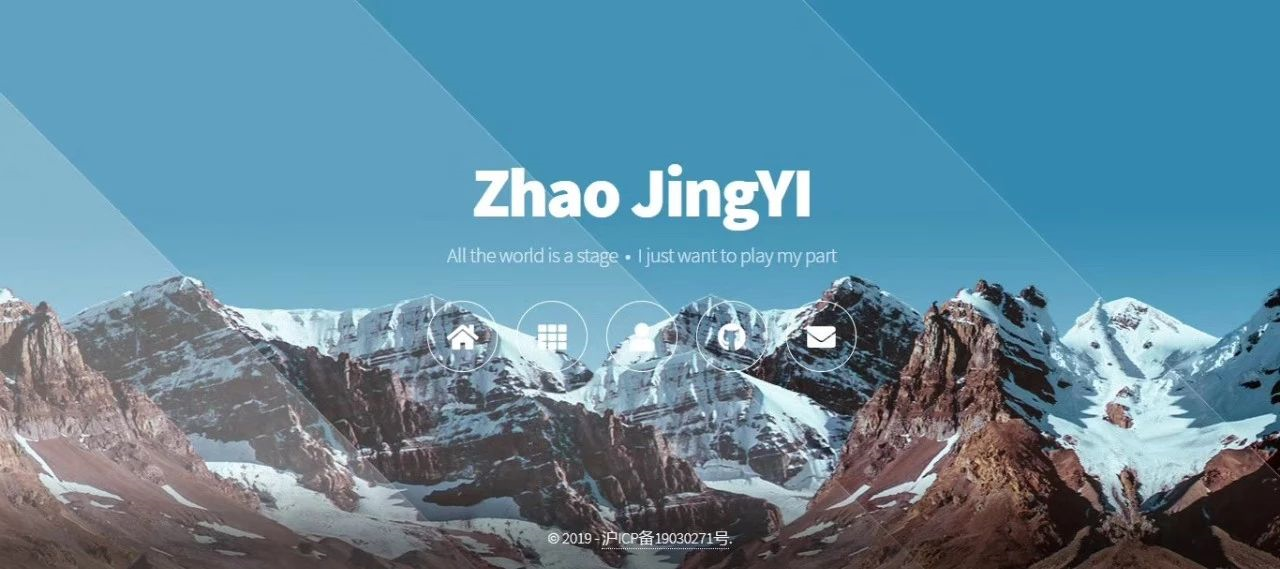 Zhao JingYI
All the world is a stage • I just want to play my part
© 2019 - 沪ICP备19030271号.